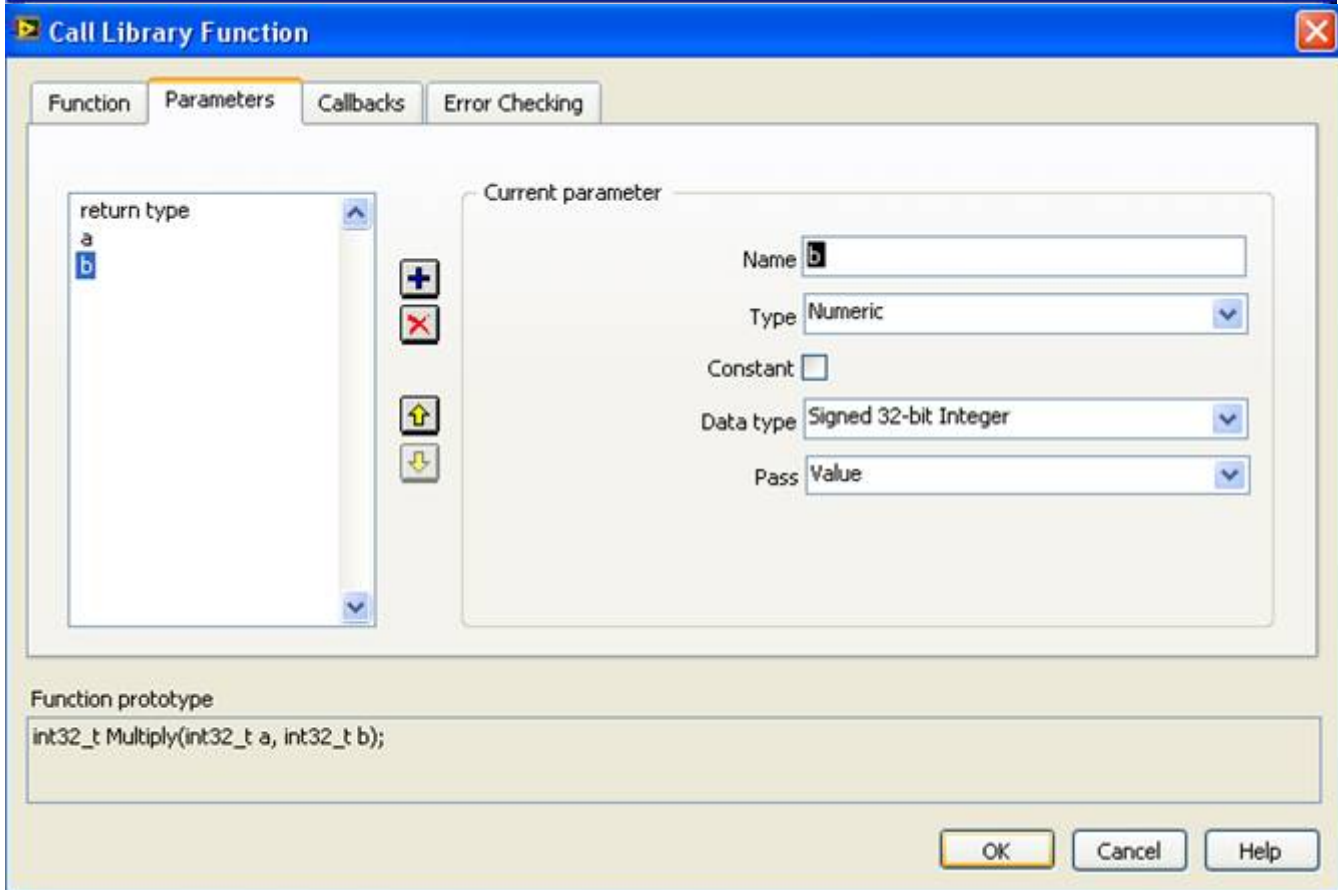 Call Library Function
Function Parameters Callbacks Error Checking
return type
a
b
Current parameter
Name b
Type Numeric
Constant
Data type Signed 32-bit Integer
Pass Value
Function prototype
int32_t Multiply(int32_t a, int32_t b);
OK Cancel Help